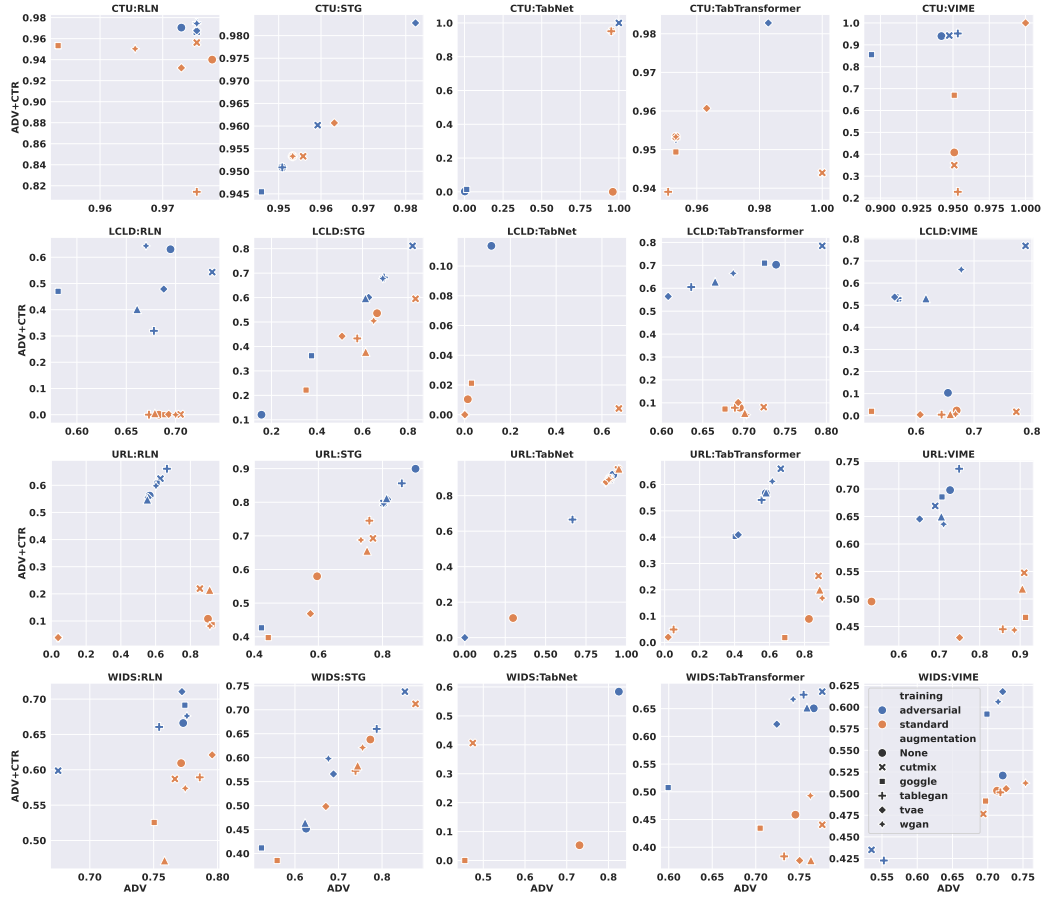 CTU:RLN CTU:STG CTU:TabNet CTU:TabTransformer CTU:VIME
ADV+CTR
0.98 0.96 0.94 0.92 0.90 0.88 0.86 0.84 0.82
0.96 0.97
0.980 0.975 0.970 0.965 0.960 0.955 0.950 0.945
0.95 0.96 0.97 0.98
1.0 0.8 0.6 0.4 0.2 0.0
0.00 0.25 0.50 0.75 1.00
0.98 0.97 0.96 0.95 0.94
0.96 0.98 1.00
1.0 0.9 0.8 0.7 0.6 0.5 0.4 0.3 0.2
0.900 0.925 0.950 0.975 1.000
LCLD:RLN LCLD:STG LCLD:TabNet LCLD:TabTransformer LCLD:VIME
ADV+CTR
0.6 0.5 0.4 0.3 0.2 0.1 0.0
0.60 0.65 0.70
0.8 0.7 0.6 0.5 0.4 0.3 0.2 0.1
0.2 0.4 0.6 0.8
0.10 0.08 0.06 0.04 0.02 0.00
0.0 0.2 0.4 0.6
0.8 0.7 0.6 0.5 0.4 0.3 0.2 0.1
0.60 0.65 0.70 0.75 0.80
0.8 0.7 0.6 0.5 0.4 0.3 0.2 0.1 0.0
0.6 0.7 0.8
URL:RLN URL:STG URL:TabNet URL:TabTransformer URL:VIME
ADV+CTR
0.6 0.5 0.4 0.3 0.2 0.1
0.0 0.2 0.4 0.6 0.8
0.9 0.8 0.7 0.6 0.5 0.4
0.4 0.6 0.8
0.8 0.6 0.4 0.2 0.0
0.00 0.25 0.50 0.75 1.00
0.6 0.5 0.4 0.3 0.2 0.1 0.0
0.0 0.2 0.4 0.6 0.8
0.75 0.70 0.65 0.60 0.55 0.50 0.45
0.6 0.7 0.8 0.9
WIDS:RLN WIDS:STG WIDS:TabNet WIDS:TabTransformer WIDS:VIME
ADV+CTR
0.70 0.65 0.60 0.55 0.50
0.70 0.75 0.80
0.75 0.70 0.65 0.60 0.55 0.50 0.45 0.40
0.5 0.6 0.7 0.8
0.6 0.5 0.4 0.3 0.2 0.1 0.0
0.5 0.6 0.7 0.8
0.65 0.60 0.55 0.50 0.45 0.40
0.60 0.65 0.70 0.75
0.625 0.600 0.575 0.550 0.525 0.500 0.475 0.450 0.425
0.55 0.60 0.65 0.70 0.75
training
adversarial
standard
augmentation
None
cutmix
goggle
tablegan
tvae
wgan
ADV ADV ADV ADV ADV